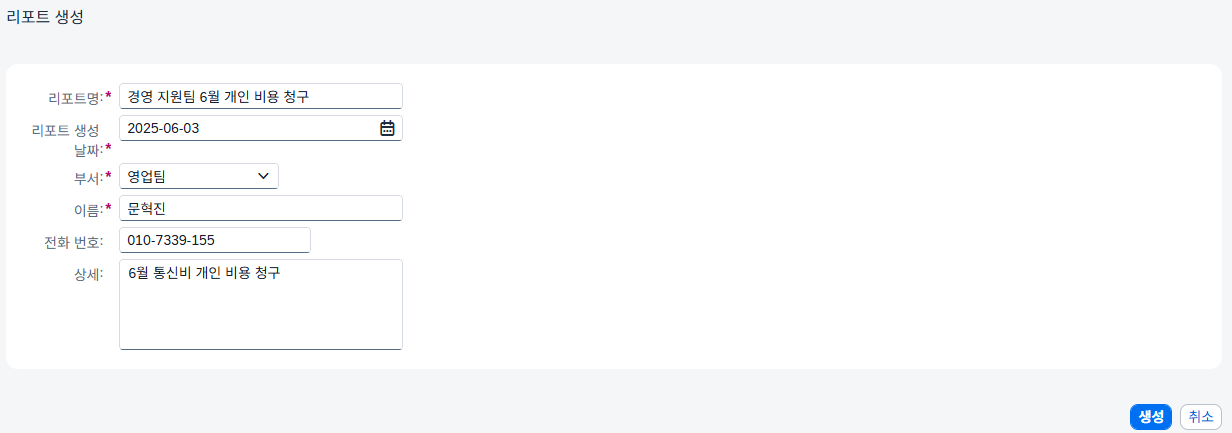 리포트 생성
리포트명:* 경영 지원팀 6월 개인 비용 청구
리포트 생성 날짜:* 2025-06-03
부서:* 영업팀
이름:* 문혁진
전화 번호: 010-7339-155
상세: 6월 통신비 개인 비용 청구
생성 취소